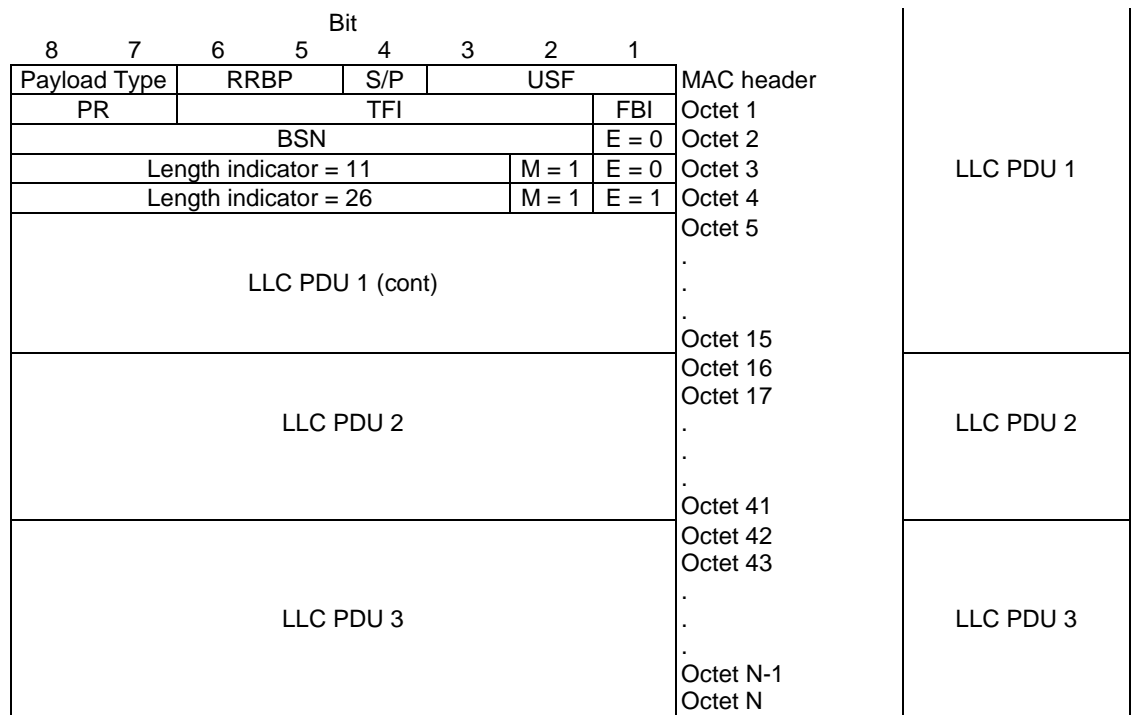 Bit
8 7 6 5 4 3 2 1
Payload Type RRBP S/P USF MAC header
PR TFI FBI Octet 1
BSN E = 0 Octet 2
Length indicator = 11 M = 1 E = 0 Octet 3 LLC PDU 1
Length indicator = 26 M = 1 E = 1 Octet 4
Octet 5
.
LLC PDU 1 (cont) .
.
Octet 15
Octet 16
Octet 17
LLC PDU 2 . LLC PDU 2
.
.
Octet 41
Octet 42
Octet 43
.
LLC PDU 3 . LLC PDU 3
.
Octet N-1
Octet N